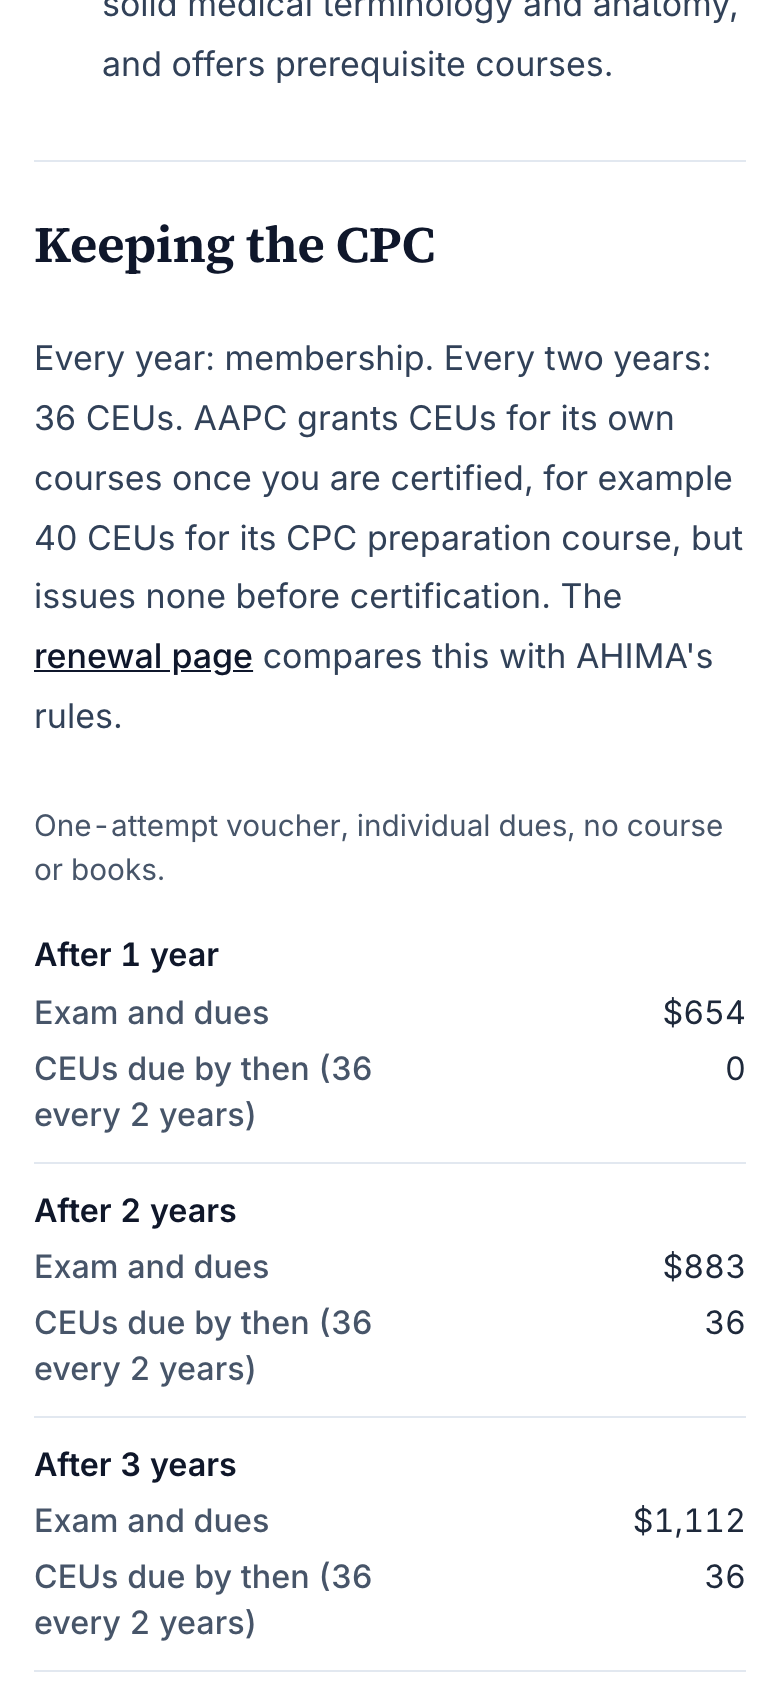 solid medical terminology and anatomy,
and offers prerequisite courses.
Keeping the CPC
Every year: membership. Every two years:
36 CEUs. AAPC grants CEUs for its own
courses once you are certified, for example
40 CEUs for its CPC preparation course, but
issues none before certification. The
renewal page compares this with AHIMA's
rules.
One-attempt voucher, individual dues, no course
or books.
After 1 year
Exam and dues $654
CEUs due by then (36 0
every 2 years)
After 2 years
Exam and dues $883
CEUs due by then (36 36
every 2 years)
After 3 years
Exam and dues $1,112
CEUs due by then (36 36
every 2 years)